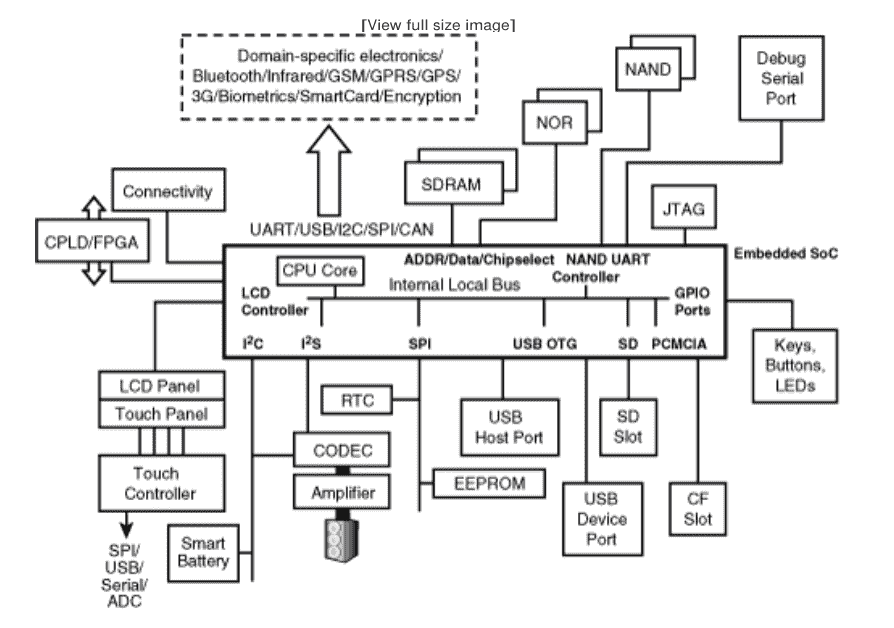 [View full size image]
Domain-specific electronics/
Bluetooth/Infrared/GSM/GPRS/GPS/
3G/Biometrics/SmartCard/Encryption
NAND
Debug
Serial
Port
NOR
SDRAM
Connectivity
CPLD/FPGA
JTAG
UART/USB/I2C/SPI/CAN
Embedded SoC
ADDR/Data/Chipselect
NAND UART
Controller
CPU Core
Internal Local Bus
LCD
Controller
GPIO
Ports
I²C
I²S
SPI
USB OTG
SD
PCMCIA
Keys,
Buttons,
LEDs
LCD Panel
Touch Panel
RTC
USB
Host Port
SD
Slot
CODEC
Touch
Controller
Amplifier
EEPROM
USB
Device
Port
CF
Slot
Smart
Battery
SPI/
USB/
Serial/
ADC